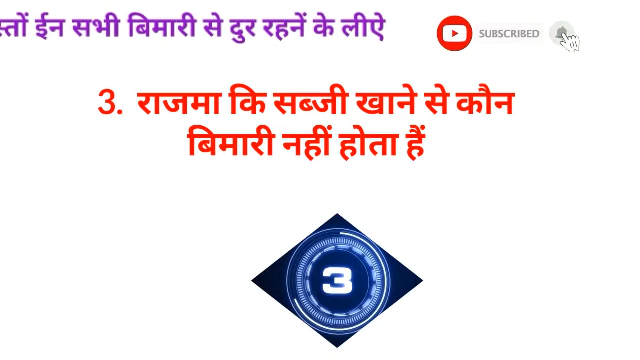 स्तों ईन सभी बिमारी से दुर रहनें के लीऐ
SUBSCRIBED
3. राजमा कि सब्जी खाने से कौन
बिमारी नहीं होता हैं
3